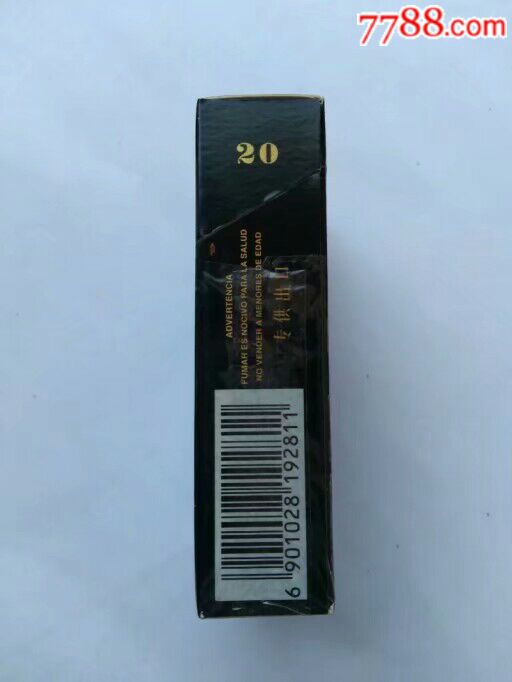 7788.com
20
ADVERTENCIA
FUMAR ES NOCIVO PARA LA SALUD
NO VENDER A MENORES DE EDAD
专供出口
6 901028 192811